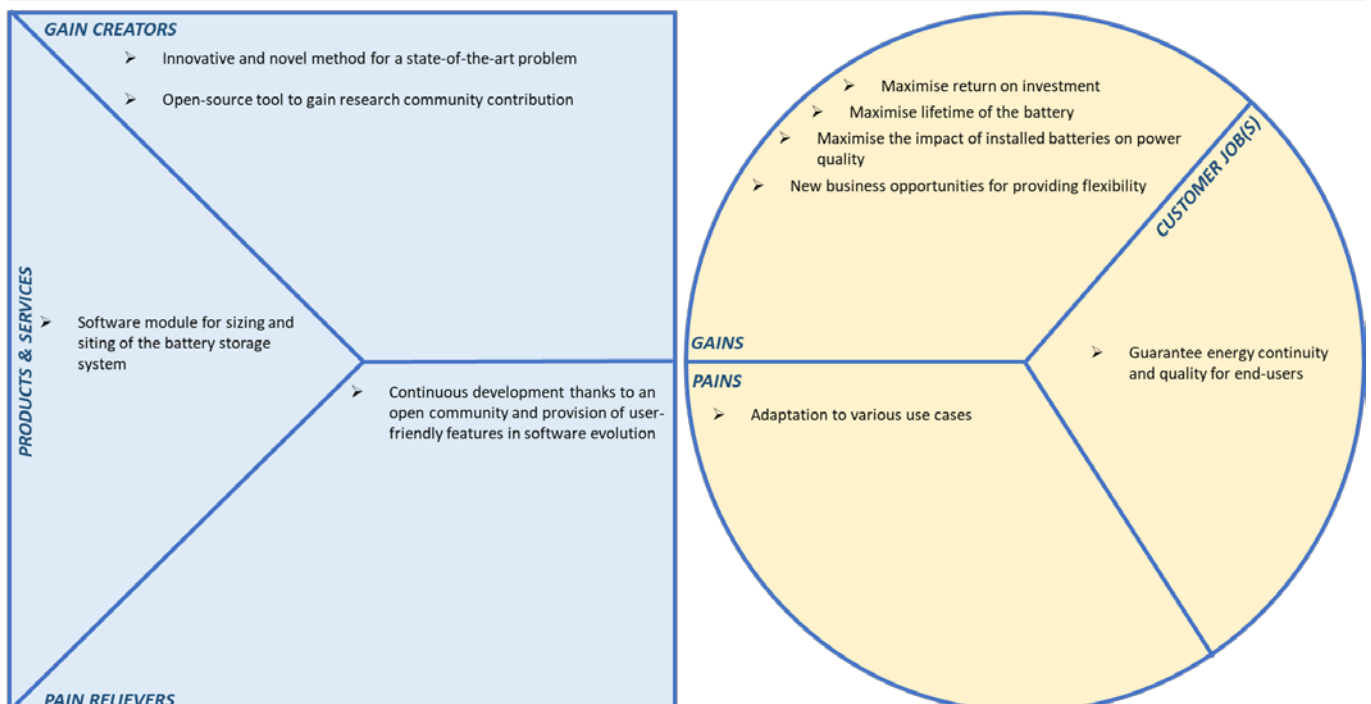 GAIN CREATORS
➢ Innovative and novel method for a state-of-the-art problem
➢ Open-source tool to gain research community contribution
PRODUCTS & SERVICES
➢ Software module for sizing and
siting of the battery storage
system
➢ Continuous development thanks to an
open community and provision of user-
friendly features in software evolution
PAIN RELIEVERS
➢ Maximise return on investment
➢ Maximise lifetime of the battery
➢ Maximise the impact of installed batteries on power
quality
➢ New business opportunities for providing flexibility
GAINS
CUSTOMER JOB(S)
➢ Guarantee energy continuity
and quality for end-users
PAINS
➢ Adaptation to various use cases